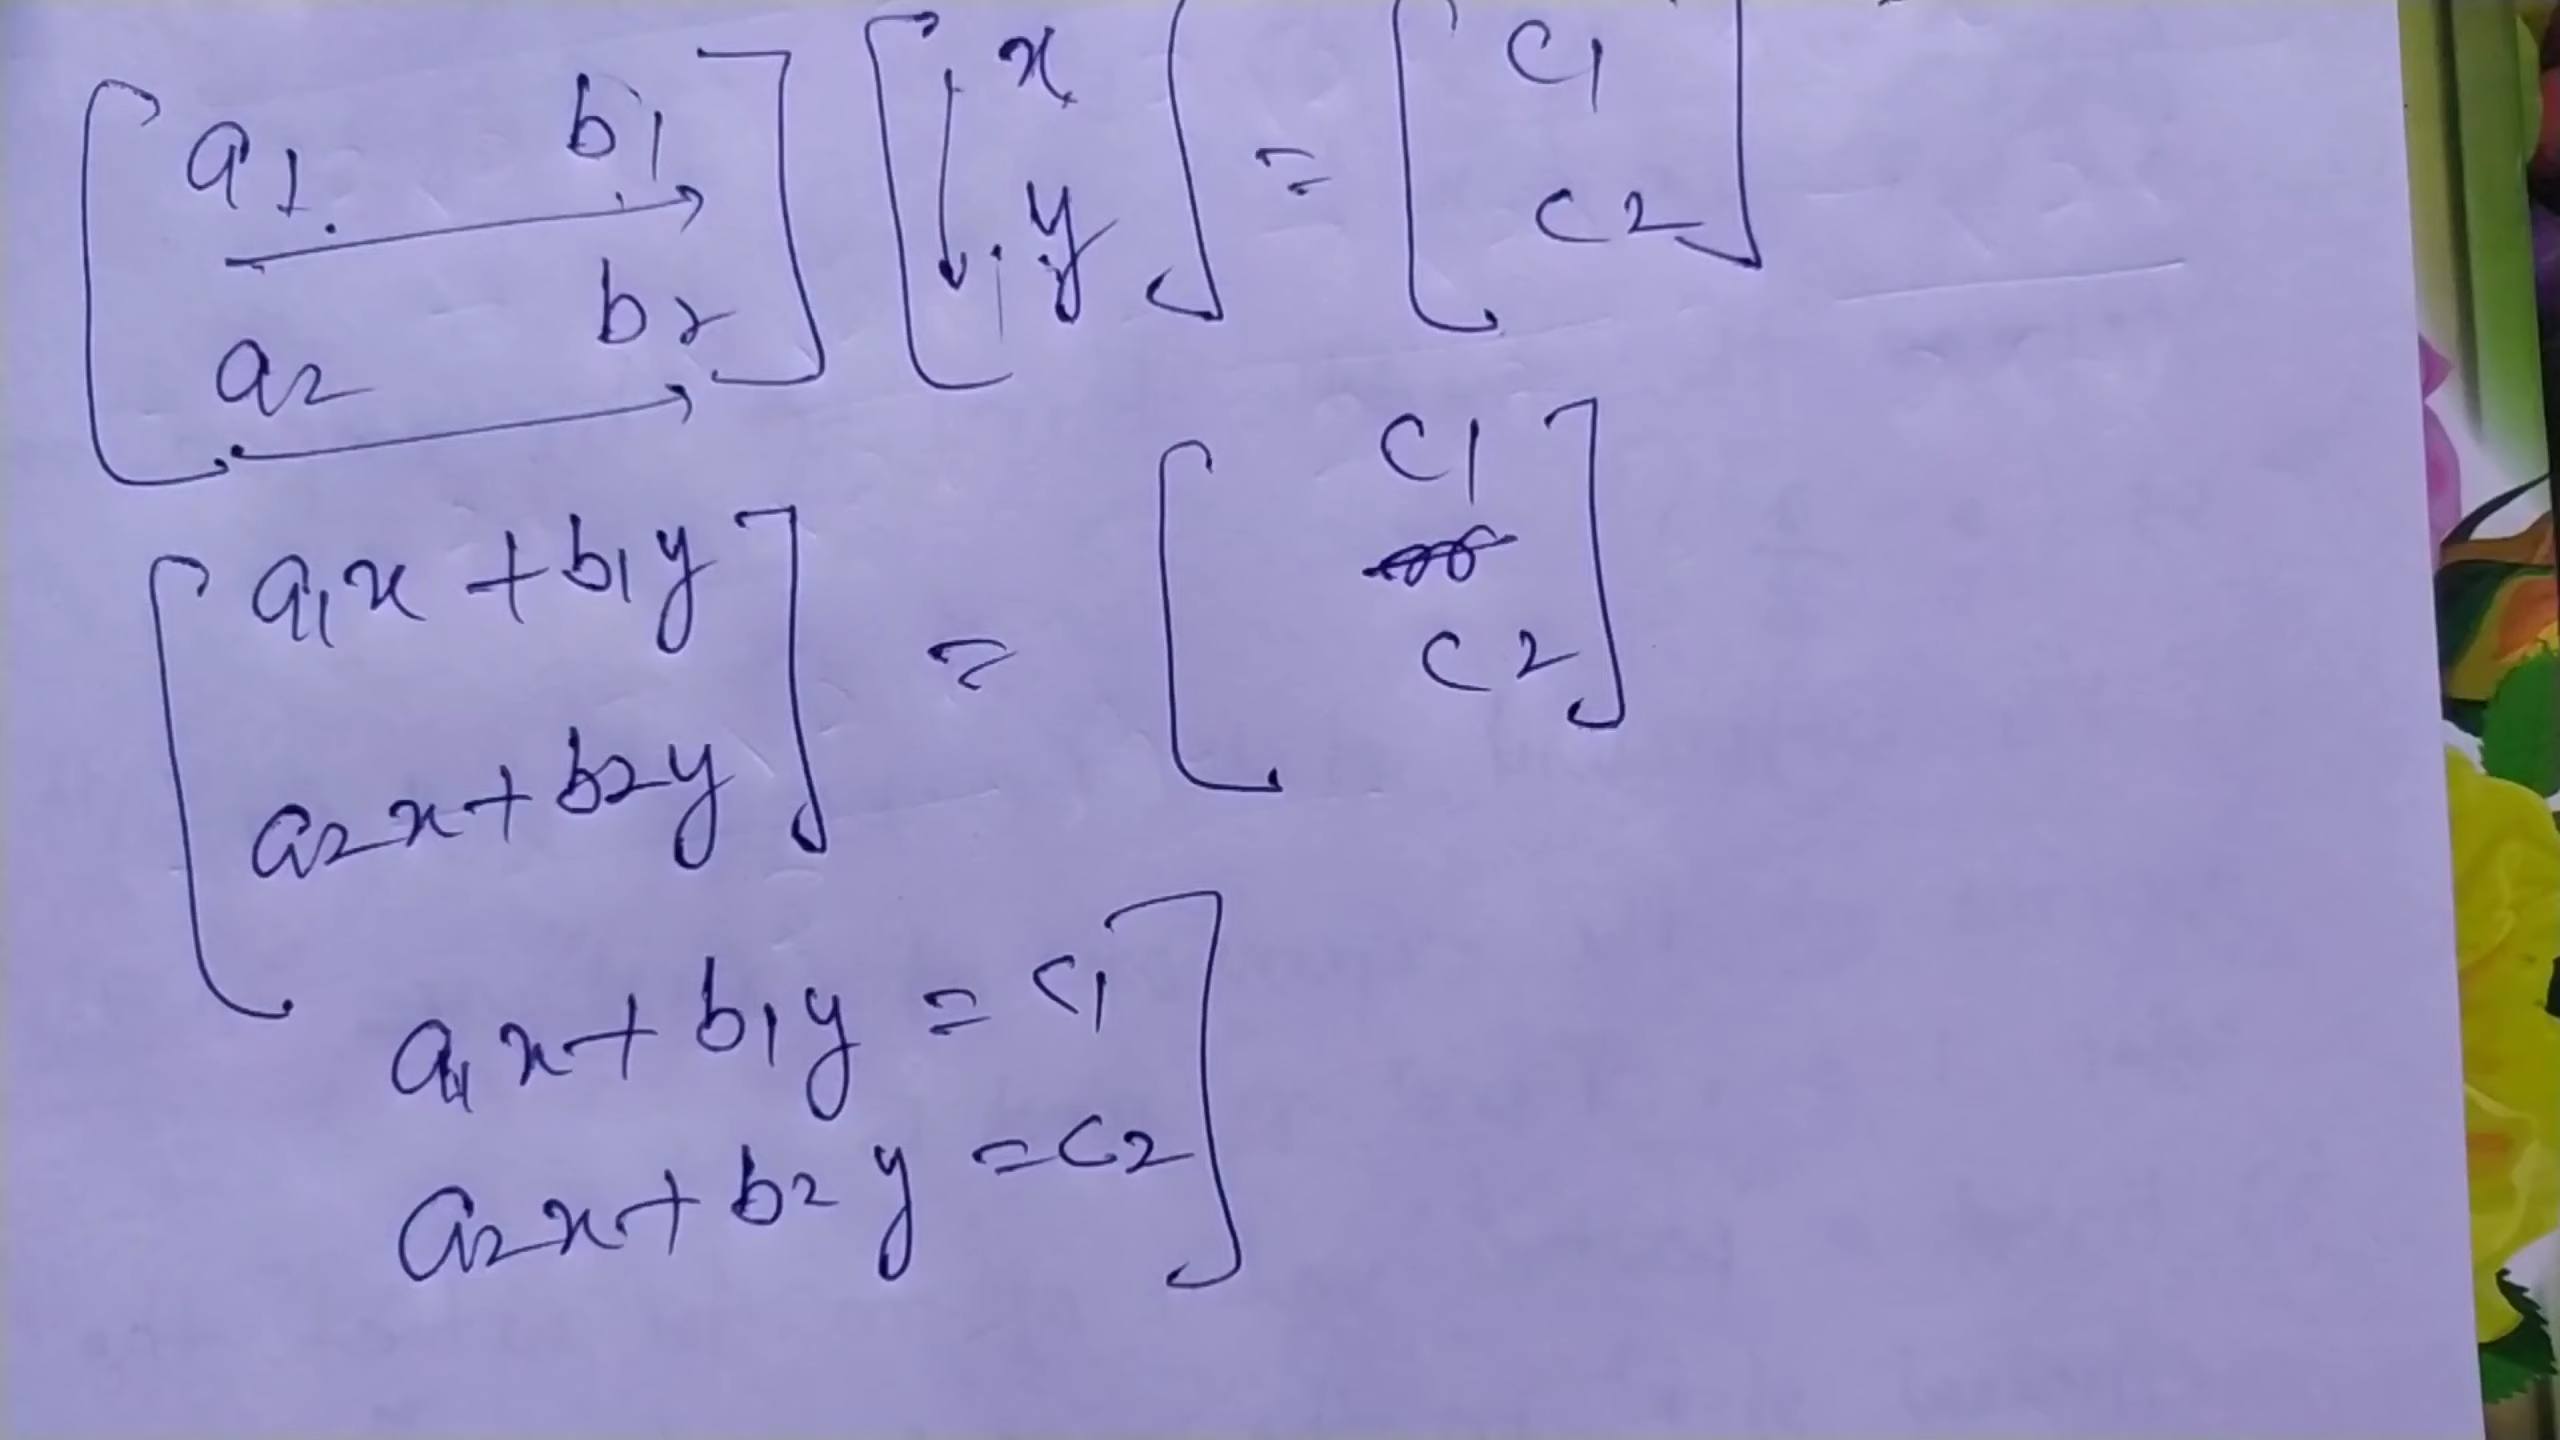 [a1 b1] [x] = [c1]
[a2 b2] [y] [c2]
[a1x + b1y] = [c1]
[a2x + b2y] [c2]
a1x + b1y = c1]
a2x + b2y = c2]